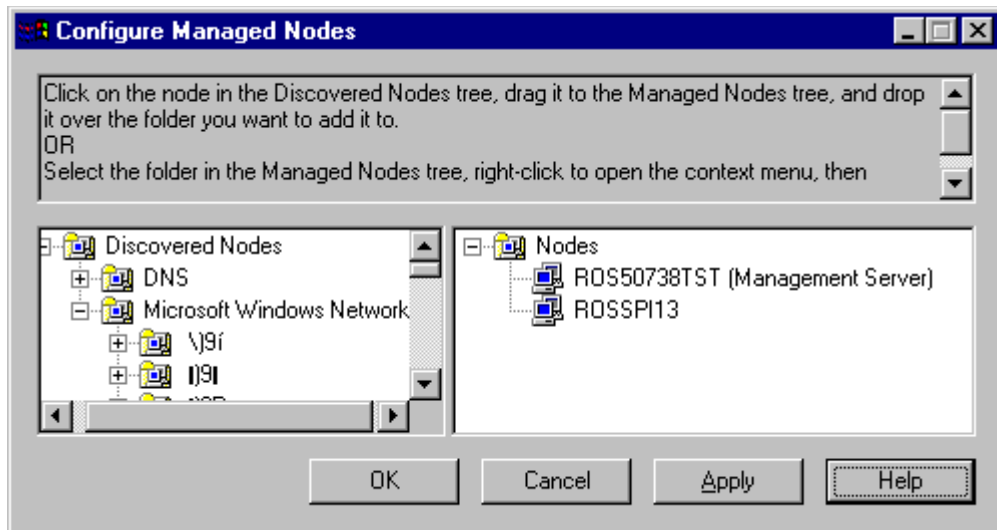 Configure Managed Nodes
Click on the node in the Discovered Nodes tree, drag it to the Managed Nodes tree, and drop
it over the folder you want to add it to.
OR
Select the folder in the Managed Nodes tree, right-click to open the context menu, then
Discovered Nodes
DNS
Microsoft Windows Network
\)9í
Nodes
ROS50738TST (Management Server)
ROSSPI13
OK
Cancel
Apply
Help